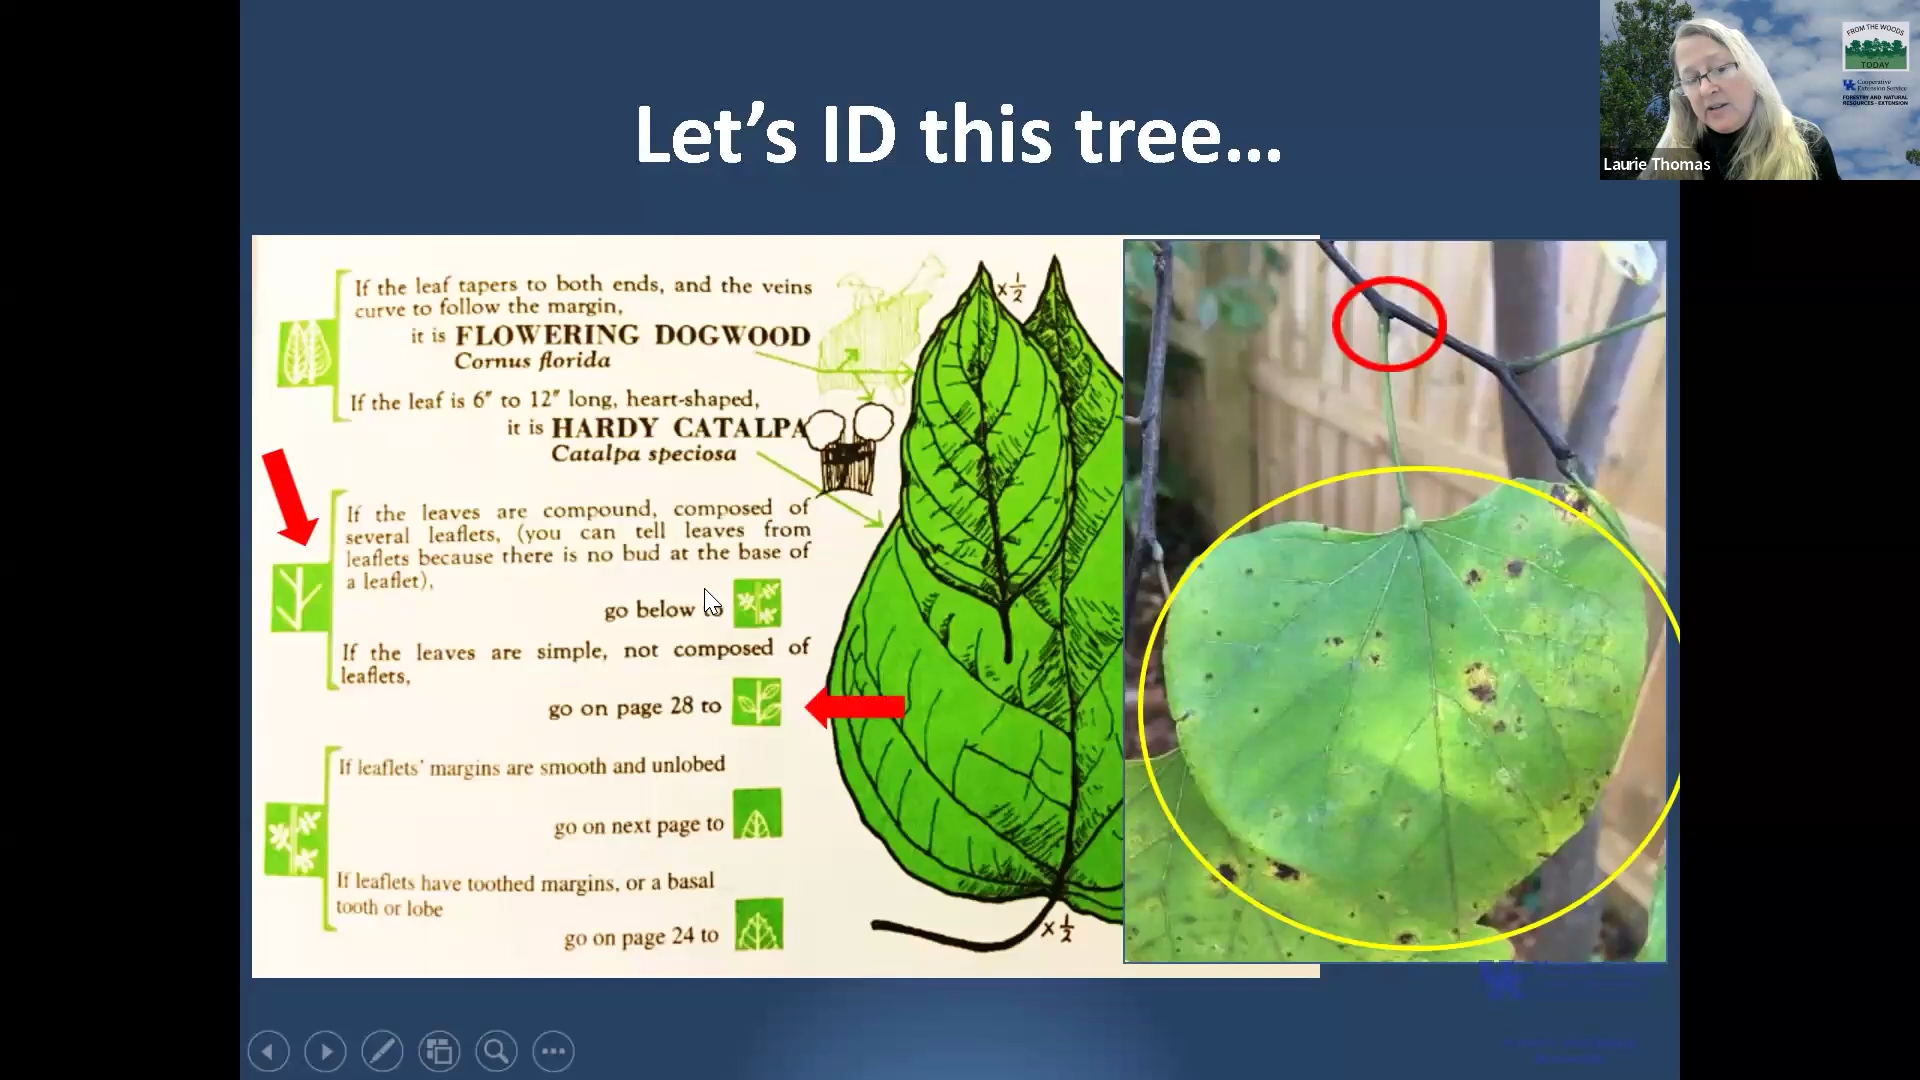 Let's ID this tree...
FROM THE WOODS
TODAY
UK Cooperative
Extension Service
FORESTRY AND NATURAL
RESOURCES - EXTENSION
Laurie Thomas
If the leaf tapers to both ends, and the veins
curve to follow the margin,
it is FLOWERING DOGWOOD
Cornus florida
If the leaf is 6" to 12" long, heart-shaped,
it is HARDY CATALPA
Catalpa speciosa
If the leaves are compound, composed of
several leaflets, (you can tell leaves from
leaflets because there is no bud at the base of
a leaflet),
go below
If the leaves are simple, not composed of
leaflets,
go on page 28 to
If leaflets' margins are smooth and unlobed
go on next page to
If leaflets have toothed margins, or a basal
tooth or lobe
go on page 24 to
x 1/2
x 1/2